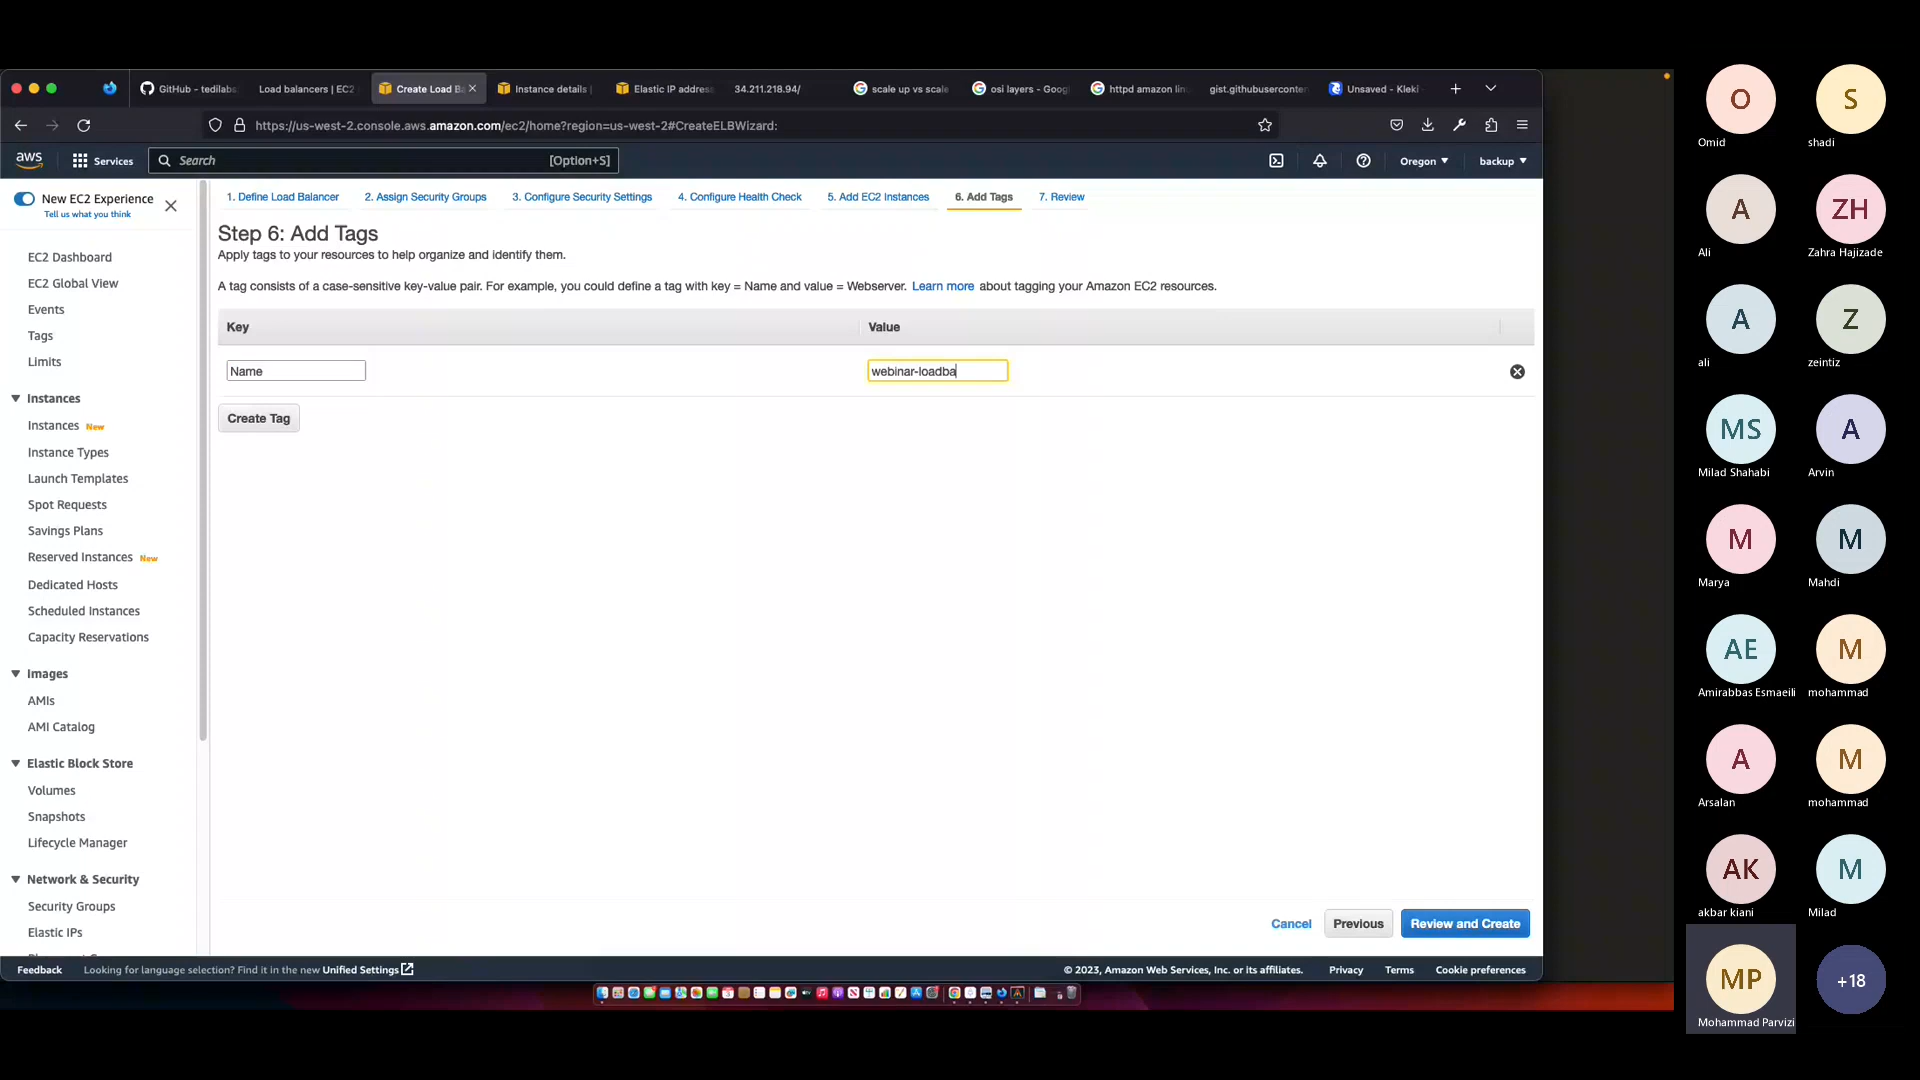 GitHub - tedilabs
Load balancers | EC2
Create Load Ba
Instance details |
Elastic IP address
34.211.218.94/
scale up vs scale
osi layers - Goog
httpd amazon lin
gist.githubusercontent
Unsaved - Kleki
https://us-west-2.console.aws.amazon.com/ec2/home?region=us-west-2#CreateELBWizard:
aws
Services
Search
[Option+S]
Oregon
backup
New EC2 Experience
Tell us what you think
EC2 Dashboard
EC2 Global View
Events
Tags
Limits
Instances
Instances New
Instance Types
Launch Templates
Spot Requests
Savings Plans
Reserved Instances New
Dedicated Hosts
Scheduled Instances
Capacity Reservations
Images
AMIs
AMI Catalog
Elastic Block Store
Volumes
Snapshots
Lifecycle Manager
Network & Security
Security Groups
Elastic IPs
1. Define Load Balancer
2. Assign Security Groups
3. Configure Security Settings
4. Configure Health Check
5. Add EC2 Instances
6. Add Tags
7. Review
Step 6: Add Tags
Apply tags to your resources to help organize and identify them.
A tag consists of a case-sensitive key-value pair. For example, you could define a tag with key = Name and value = Webserver. Learn more about tagging your Amazon EC2 resources.
Key
Value
Name
webinar-loadba
Create Tag
Cancel
Previous
Review and Create
Feedback
Looking for language selection? Find it in the new Unified Settings
© 2023, Amazon Web Services, Inc. or its affiliates.
Privacy
Terms
Cookie preferences
O
Omid
S
shadi
A
Ali
ZH
Zahra Hajizade
A
ali
Z
zeintiz
MS
Milad Shahabi
A
Arvin
M
Marya
M
Mahdi
AE
Amirabbas Esmaeili
M
mohammad
A
Arsalan
M
mohammad
AK
akbar kiani
M
Milad
MP
Mohammad Parvizi
+18